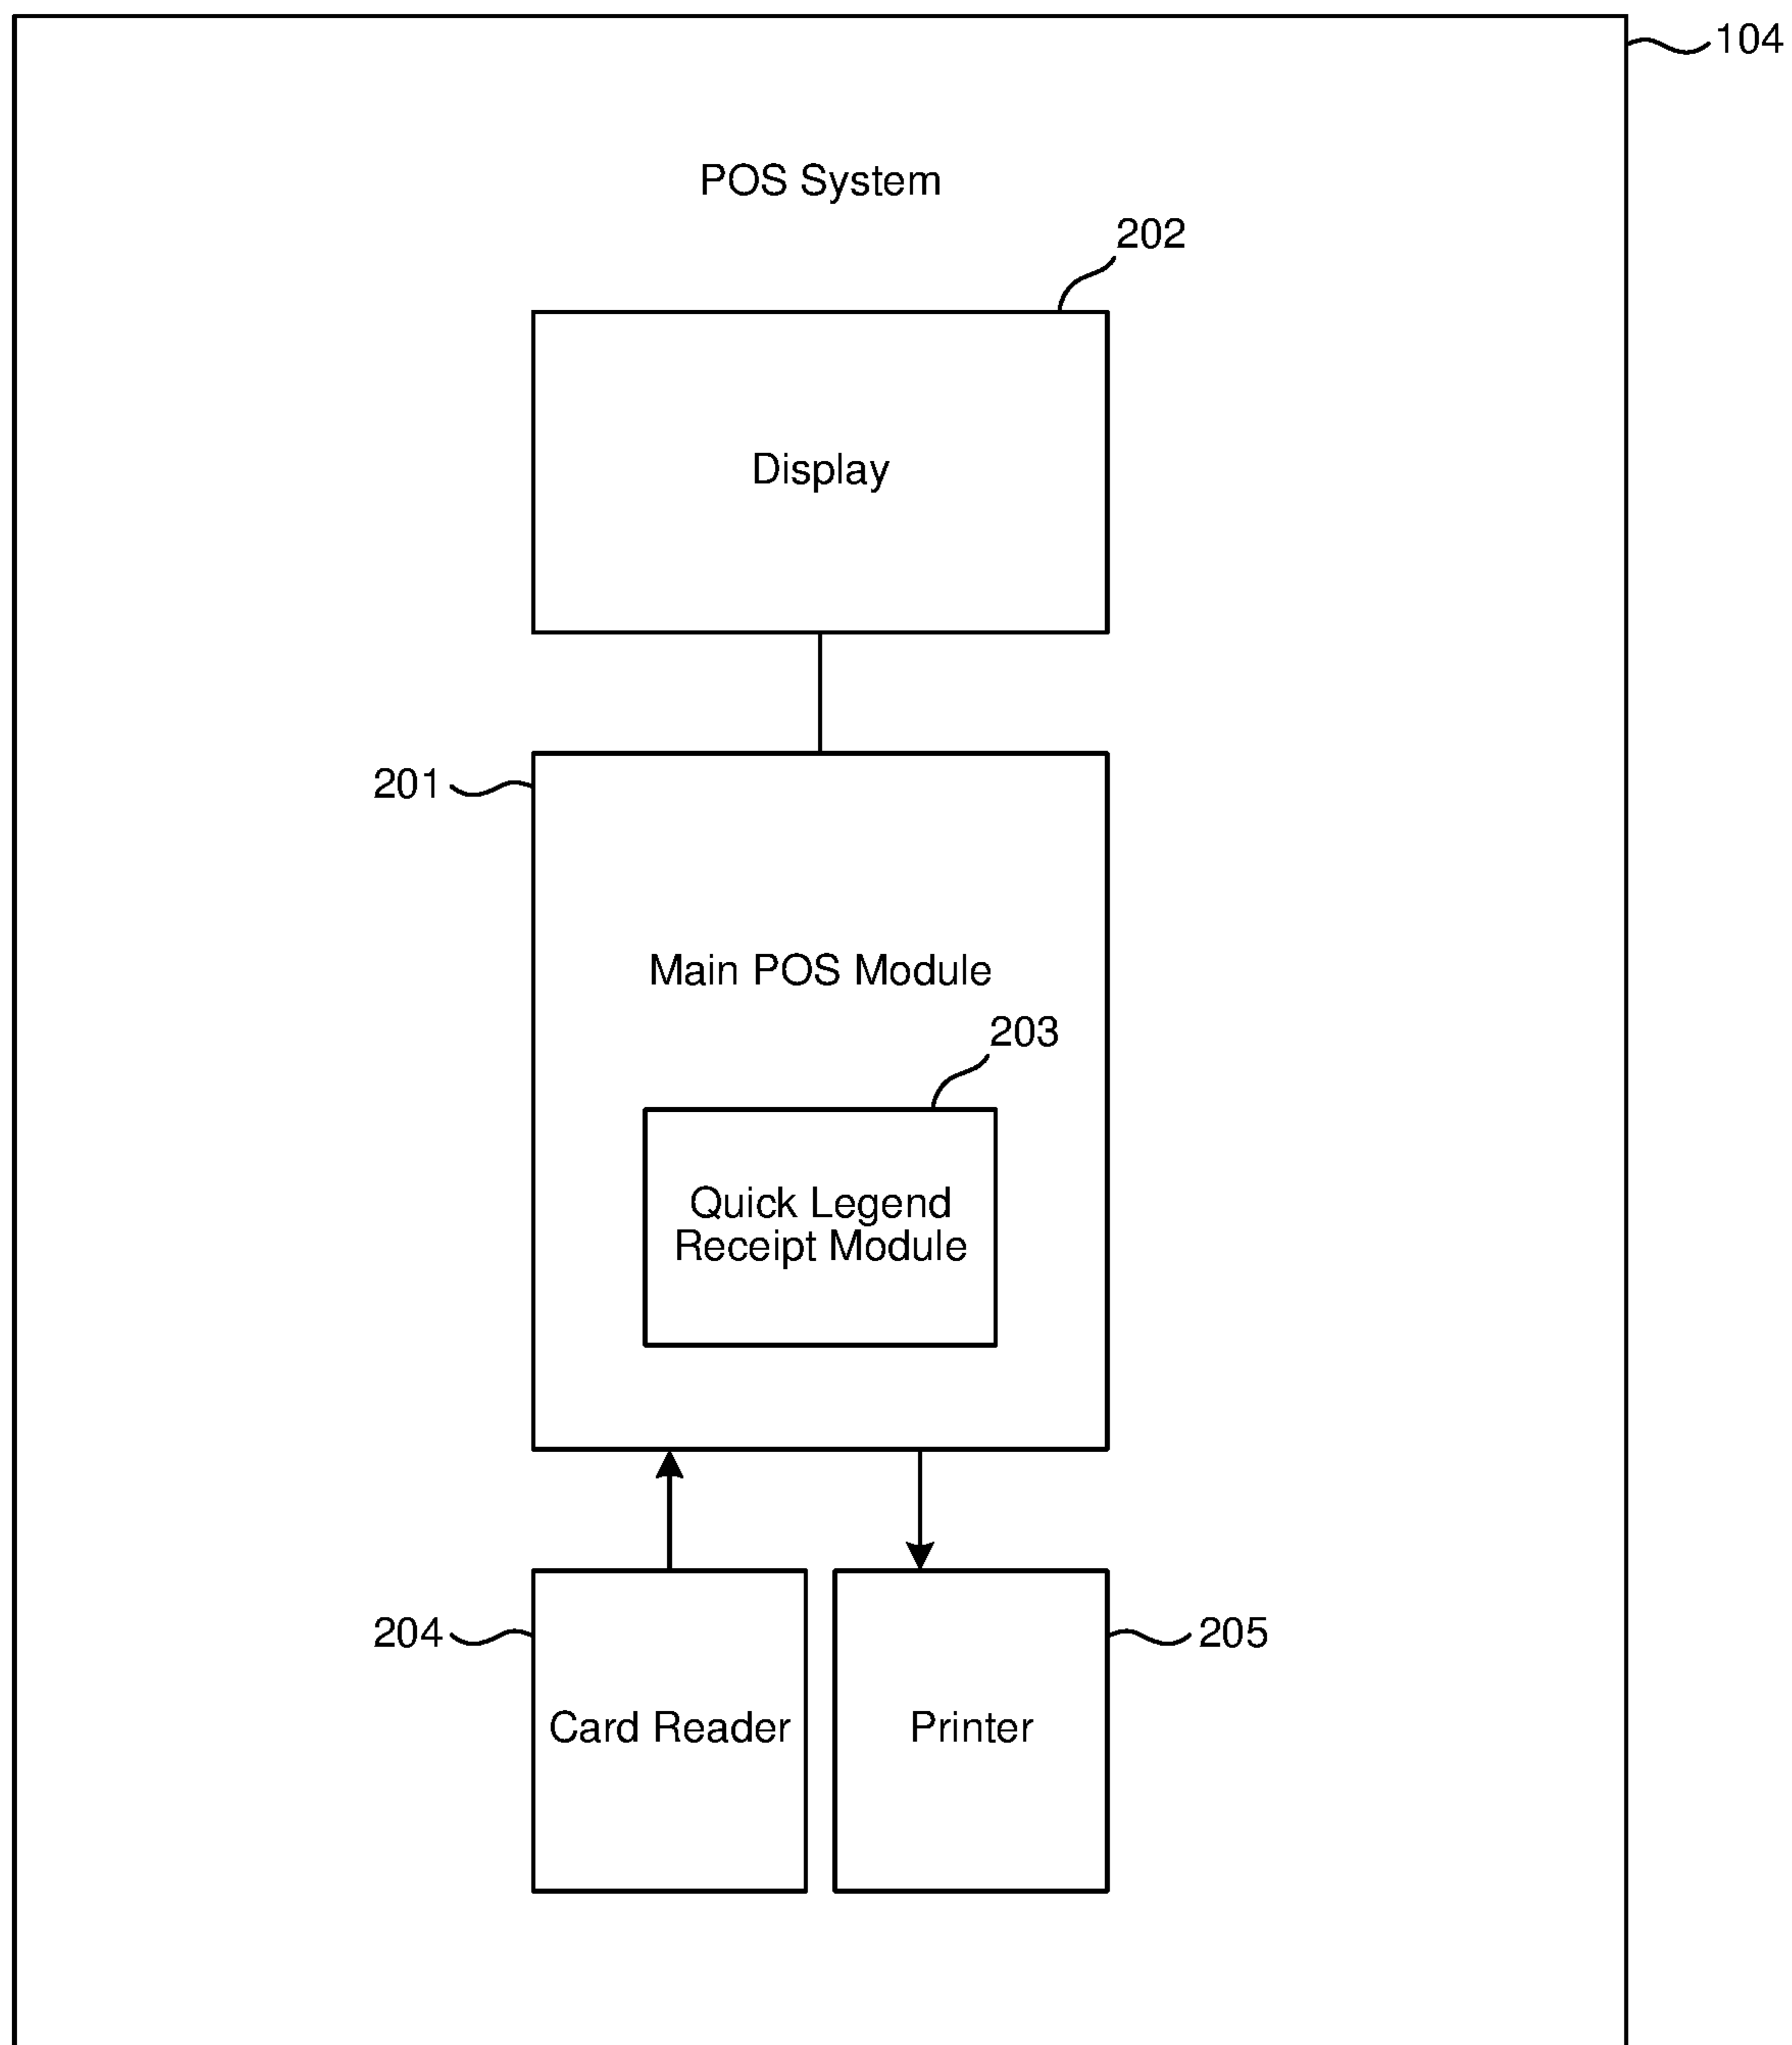 104
POS System
202
Display
201
Main POS Module
203
Quick Legend
Receipt Module
204
205
Card Reader
Printer